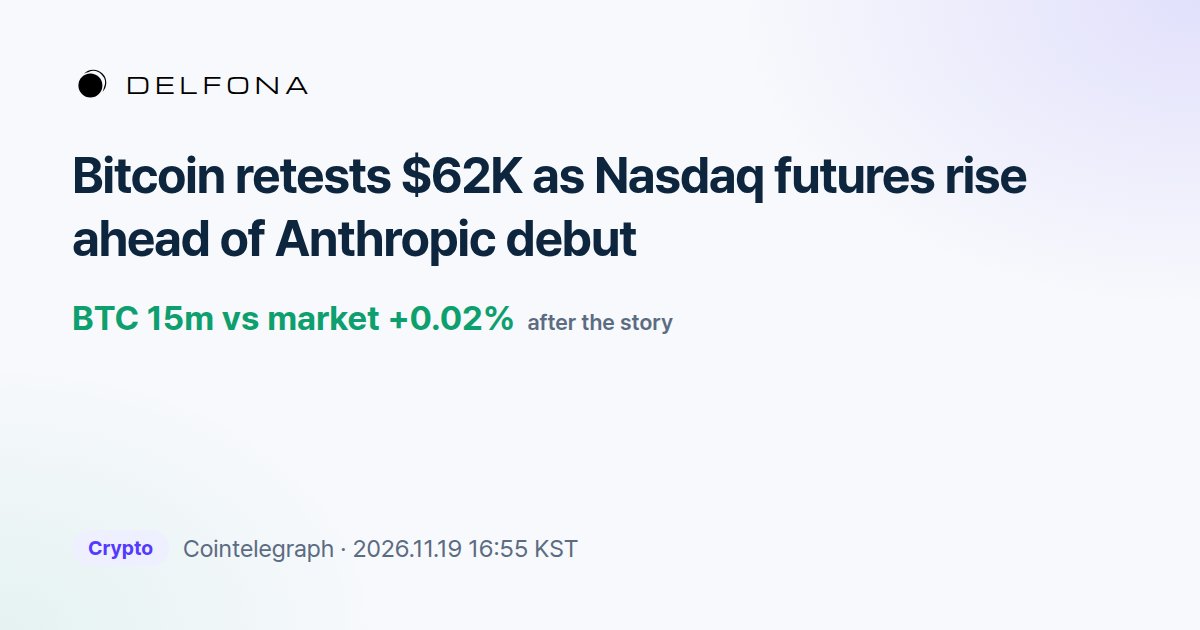 DELFONA
Bitcoin retests $62K as Nasdaq futures rise
ahead of Anthropic debut
BTC 15m vs market +0.02% after the story
Crypto Cointelegraph · 2026.11.19 16:55 KST